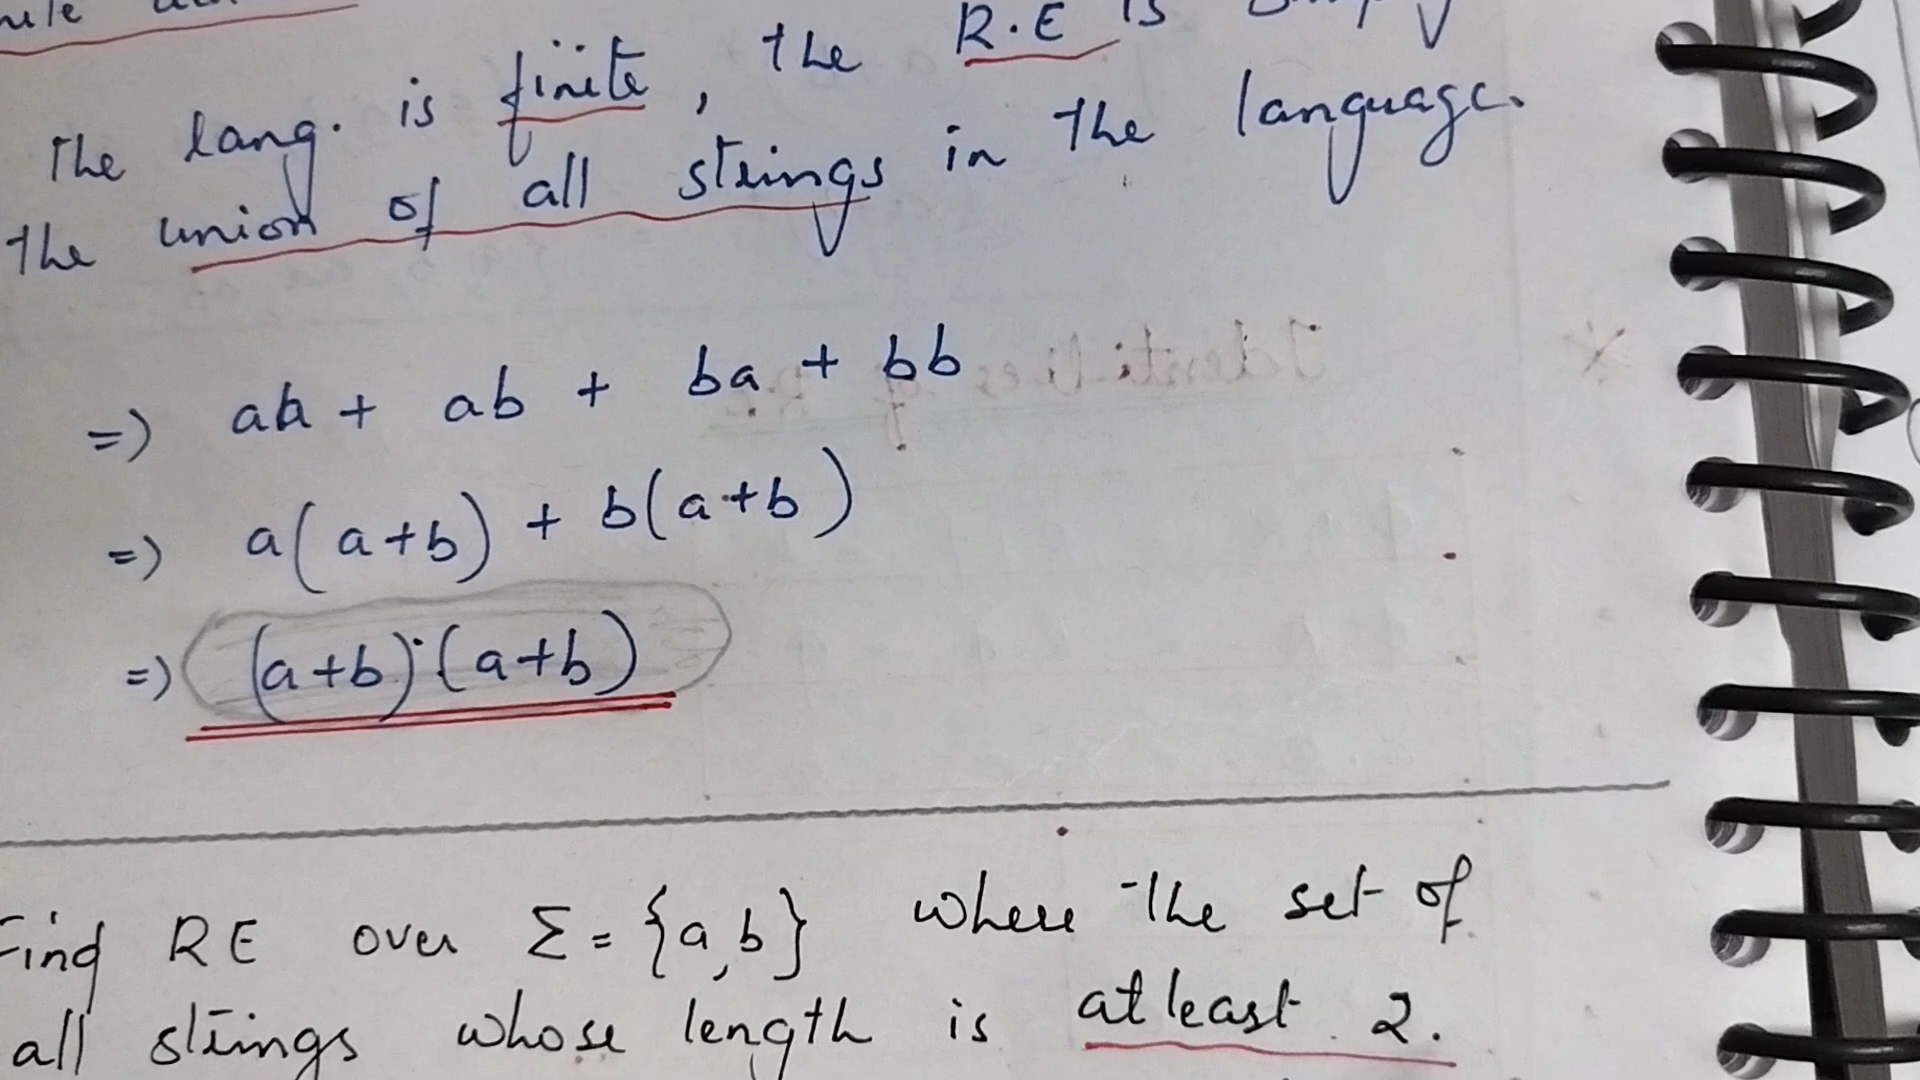 The lang. is finite, the R.E is
the union of all strings in the language.
=> aa + ab + ba + bb
=> a(a+b) + b(a+b)
=> (a+b)·(a+b)
Find RE over Σ = {a,b} where the set of
all strings whose length is atleast 2.